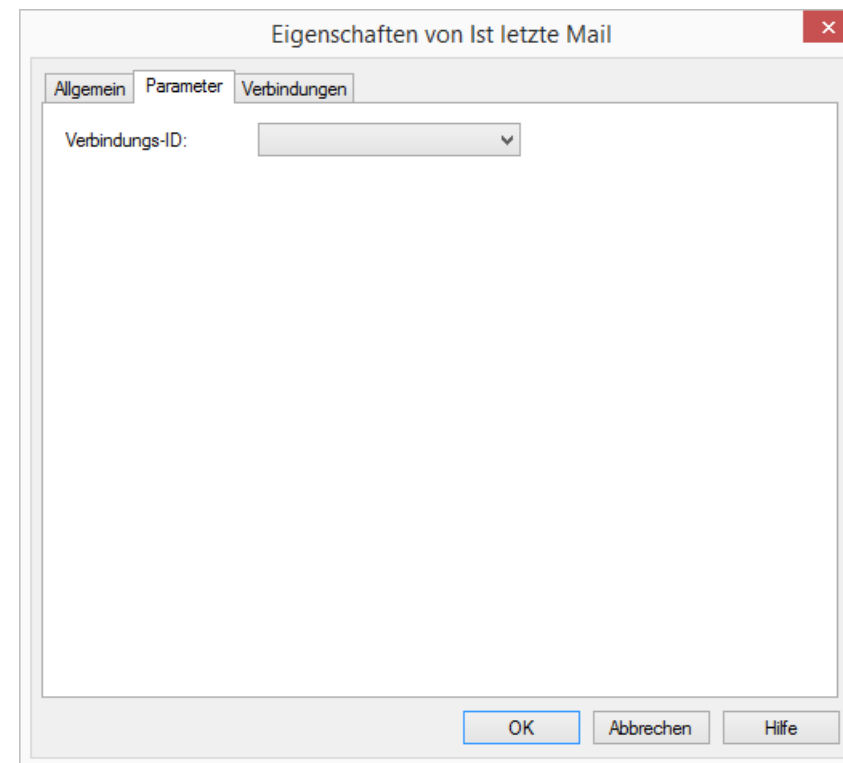 Eigenschaften von Ist letzte Mail
Allgemein Parameter Verbindungen
Verbindungs-ID:
OK Abbrechen Hilfe